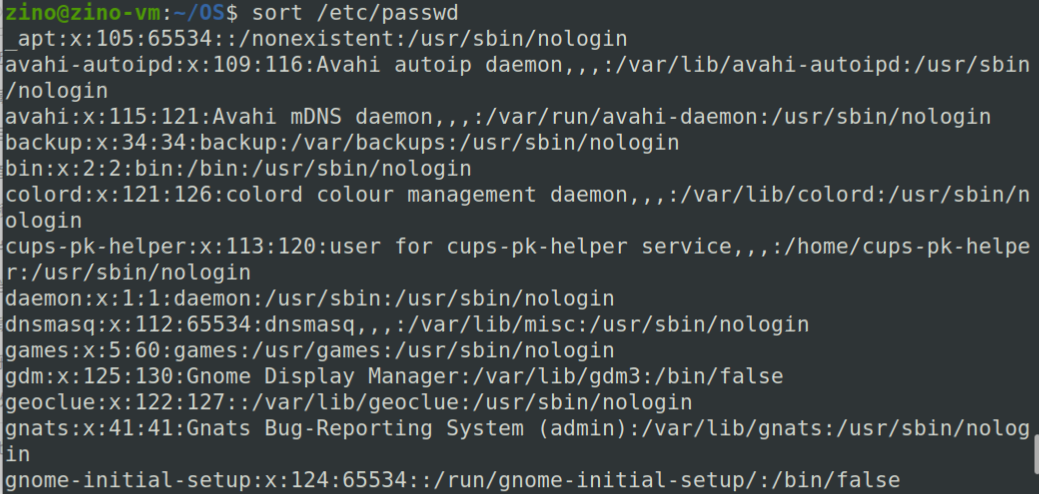 zino@zino-vm:~/OS$ sort /etc/passwd
_apt:x:105:65534::/nonexistent:/usr/sbin/nologin
avahi-autoipd:x:109:116:Avahi autoip daemon,,,:/var/lib/avahi-autoipd:/usr/sbin
/nologin
avahi:x:115:121:Avahi mDNS daemon,,,:/var/run/avahi-daemon:/usr/sbin/nologin
backup:x:34:34:backup:/var/backups:/usr/sbin/nologin
bin:x:2:2:bin:/bin:/usr/sbin/nologin
colord:x:121:126:colord colour management daemon,,,:/var/lib/colord:/usr/sbin/n
ologin
cups-pk-helper:x:113:120:user for cups-pk-helper service,,,:/home/cups-pk-helpe
r:/usr/sbin/nologin
daemon:x:1:1:daemon:/usr/sbin:/usr/sbin/nologin
dnsmasq:x:112:65534:dnsmasq,,,:/var/lib/misc:/usr/sbin/nologin
games:x:5:60:games:/usr/games:/usr/sbin/nologin
gdm:x:125:130:Gnome Display Manager:/var/lib/gdm3:/bin/false
geoclue:x:122:127::/var/lib/geoclue:/usr/sbin/nologin
gnats:x:41:41:Gnats Bug-Reporting System (admin):/var/lib/gnats:/usr/sbin/nolog
in
gnome-initial-setup:x:124:65534::/run/gnome-initial-setup/:/bin/false